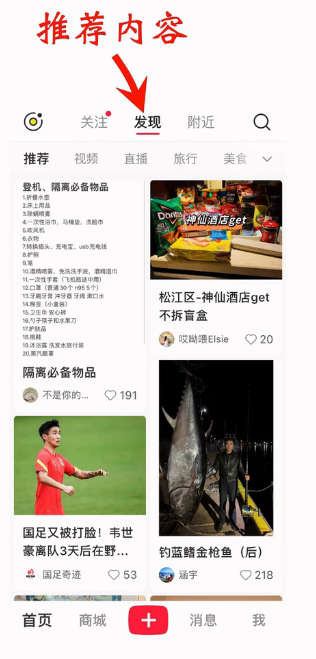 推荐内容
关注
发现
附近
推荐
视频
直播
旅行
美食
登机、隔离必备物品
1.折叠水壶
2.床上用品
3.除螨喷雾
4.一次性浴巾，马桶垫，洗脸巾
5.吹风机
6.衣物
7.转换插头、充电宝、usb充电线
8.护照
9.笔
10.酒精喷雾，免洗洗手液，酒精湿巾
11.一次性手套（飞机脱途中用）
12.口罩（普通30个 n95 5个）
13.牙刷牙膏 冲牙器 牙线 漱口水
14.棉签（小盒装）
15.卫生巾 安心裤
16.勺子筷子和水果刀
17.护肤品
18.拖鞋
19.沐浴露 洗发水旅行装
20.蒸汽眼罩
隔离必备物品
不是你的...
191
Doritos
神仙酒店get
松江区-神仙酒店get
不拆盲盒
哎呦喂Elsie
20
国足又被打脸！韦世
豪离队3天后在野...
国足奇迹
53
钓蓝鳍金枪鱼（后）
涵宇
218
首页
商城
消息
我